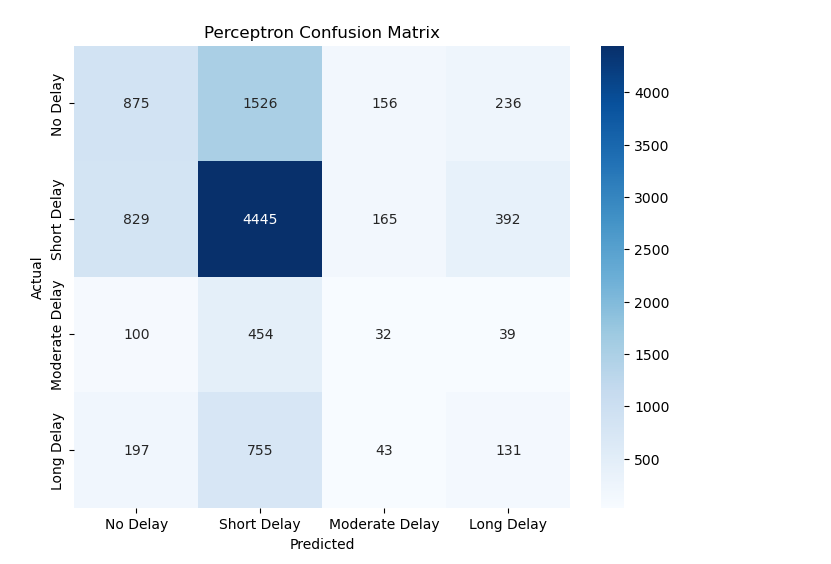 Perceptron Confusion Matrix
Actual
No Delay
875 1526 156 236
Short Delay
829 4445 165 392
Moderate Delay
100 454 32 39
Long Delay
197 755 43 131
No Delay Short Delay Moderate Delay Long Delay
Predicted
4000
3500
3000
2500
2000
1500
1000
500